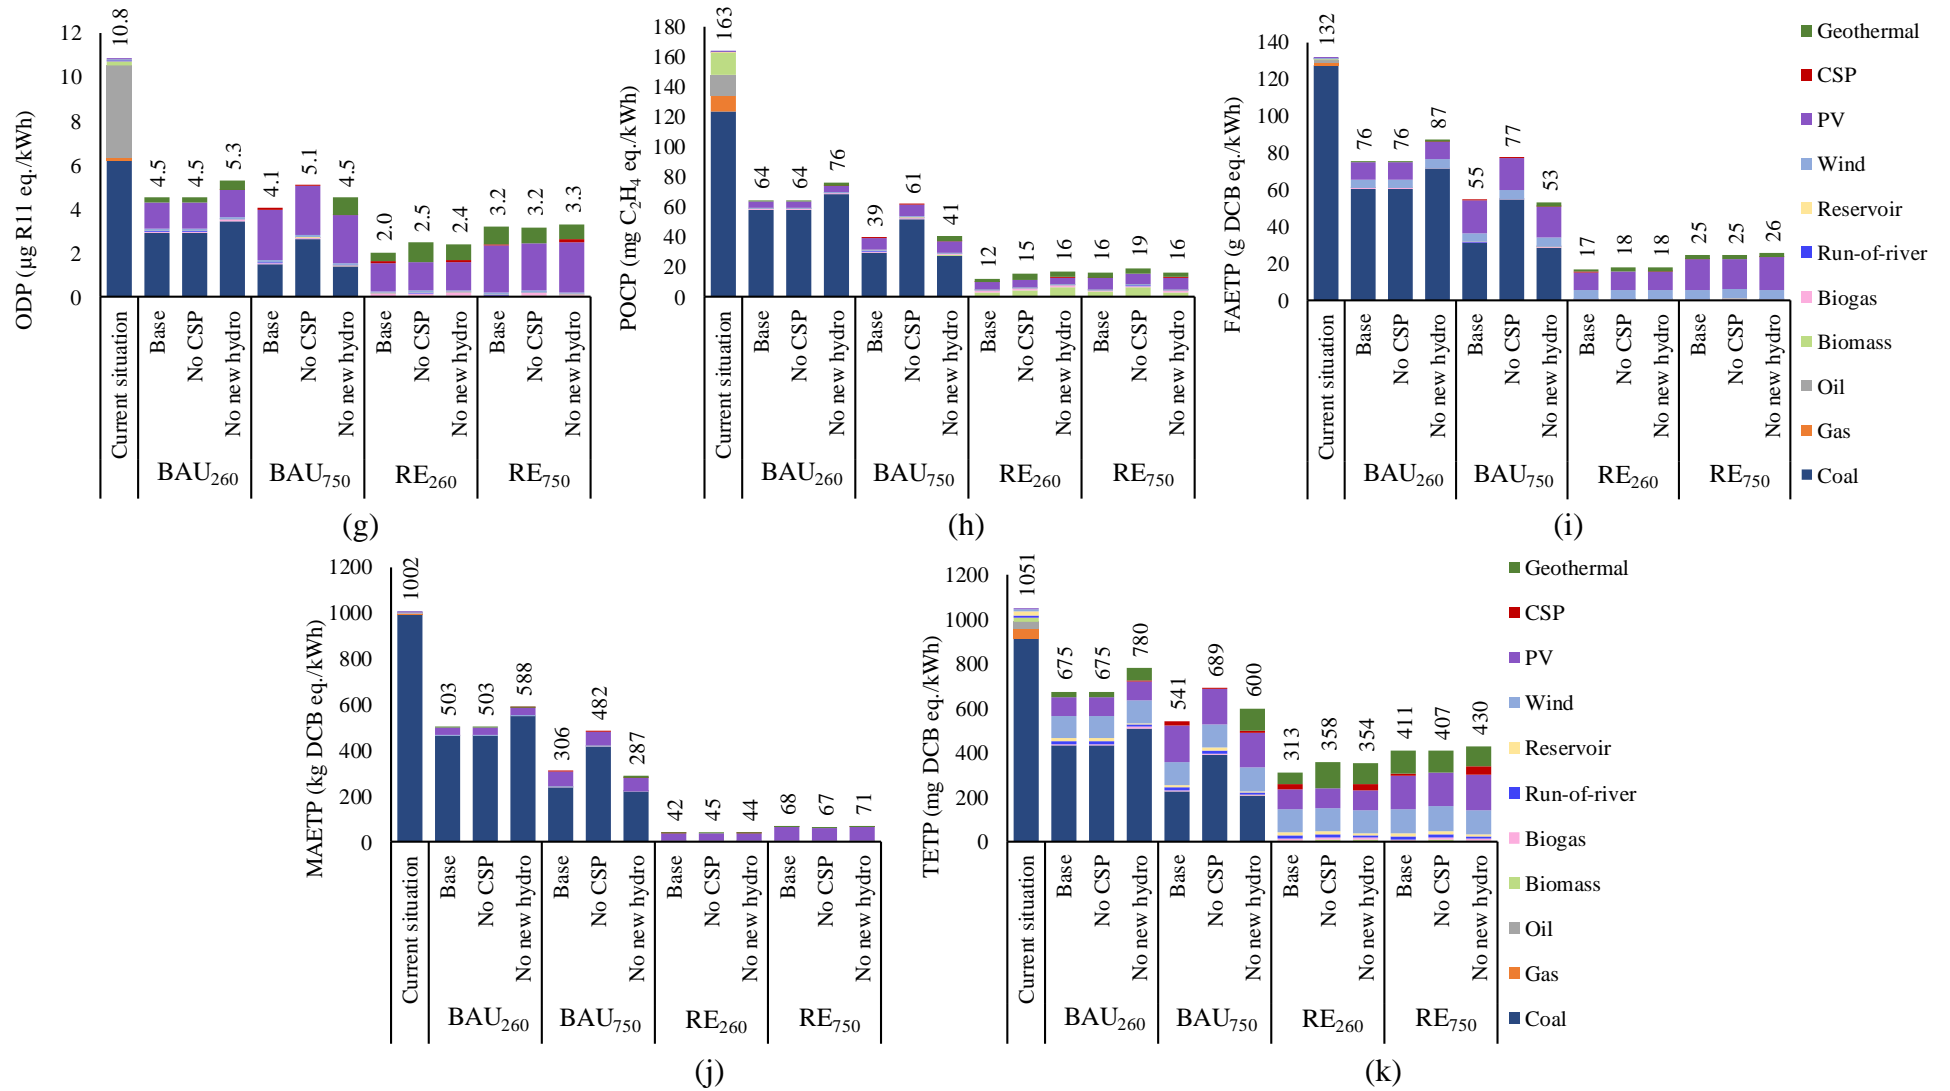 ODP (µg R11 eq./kWh)
12
10
8
6
4
2
0
10.8
4.5
4.5
5.3
4.1
5.1
4.5
2.0
2.5
2.4
3.2
3.2
3.3
Current situation
Base
No CSP
No new hydro
Base
No CSP
No new hydro
Base
No CSP
No new hydro
Base
No CSP
No new hydro
BAU₂₆₀
BAU₇₅₀
RE₂₆₀
RE₇₅₀
(g)
POCP (mg C₂H₄ eq./kWh)
180
160
140
120
100
80
60
40
20
0
163
64
64
76
39
61
41
12
15
16
16
19
16
Current situation
Base
No CSP
No new hydro
Base
No CSP
No new hydro
Base
No CSP
No new hydro
Base
No CSP
No new hydro
BAU₂₆₀
BAU₇₅₀
RE₂₆₀
RE₇₅₀
(h)
FAETP (g DCB eq./kWh)
140
120
100
80
60
40
20
0
132
76
76
87
55
77
53
17
18
18
25
25
26
Current situation
Base
No CSP
No new hydro
Base
No CSP
No new hydro
Base
No CSP
No new hydro
Base
No CSP
No new hydro
BAU₂₆₀
BAU₇₅₀
RE₂₆₀
RE₇₅₀
(i)
Geothermal
CSP
PV
Wind
Reservoir
Run-of-river
Biogas
Biomass
Oil
Gas
Coal
MAETP (kg DCB eq./kWh)
1200
1000
800
600
400
200
0
1002
503
503
588
306
482
287
42
45
44
68
67
71
Current situation
Base
No CSP
No new hydro
Base
No CSP
No new hydro
Base
No CSP
No new hydro
Base
No CSP
No new hydro
BAU₂₆₀
BAU₇₅₀
RE₂₆₀
RE₇₅₀
(j)
TETP (mg DCB eq./kWh)
1200
1000
800
600
400
200
0
1051
675
675
780
541
689
600
313
358
354
411
407
430
Current situation
Base
No CSP
No new hydro
Base
No CSP
No new hydro
Base
No CSP
No new hydro
Base
No CSP
No new hydro
BAU₂₆₀
BAU₇₅₀
RE₂₆₀
RE₇₅₀
(k)
Geothermal
CSP
PV
Wind
Reservoir
Run-of-river
Biogas
Biomass
Oil
Gas
Coal